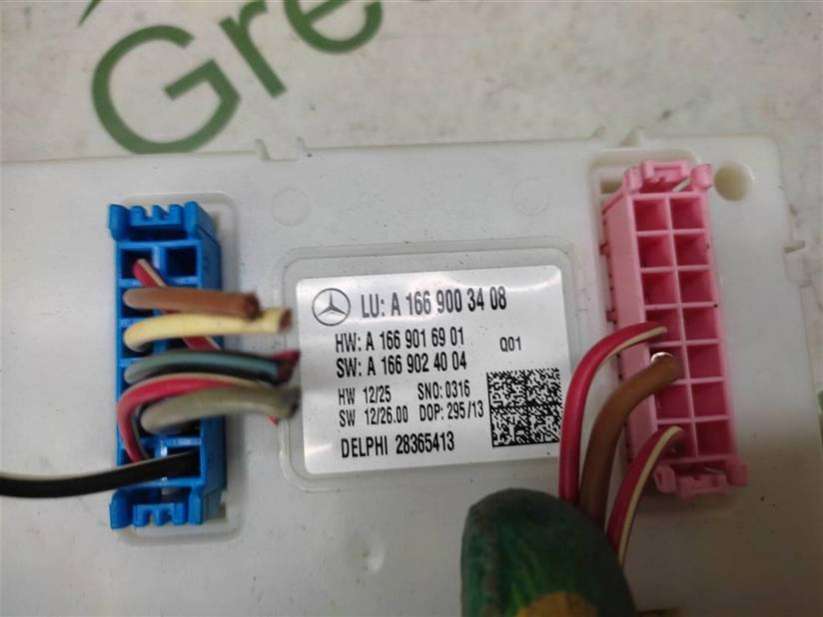 Gre
LU: A 166 900 34 08
HW: A 166 901 69 01
SW: A 166 902 40 04
Q01
HW 12/25 SNO: 0316
SW 12/26.00 DOP: 295/13
DELPHI 28365413